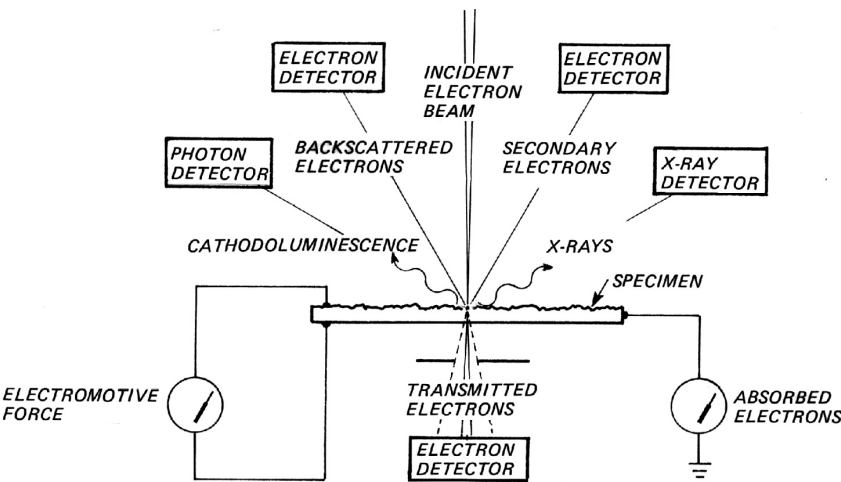 ELECTRON
DETECTOR
INCIDENT
ELECTRON
BEAM
ELECTRON
DETECTOR
PHOTON
DETECTOR
BACKSCATTERED
ELECTRONS
SECONDARY
ELECTRONS
X-RAY
DETECTOR
CATHODOLUMINESCENCE
X-RAYS
SPECIMEN
ELECTROMOTIVE
FORCE
TRANSMITTED
ELECTRONS
ABSORBED
ELECTRONS
ELECTRON
DETECTOR